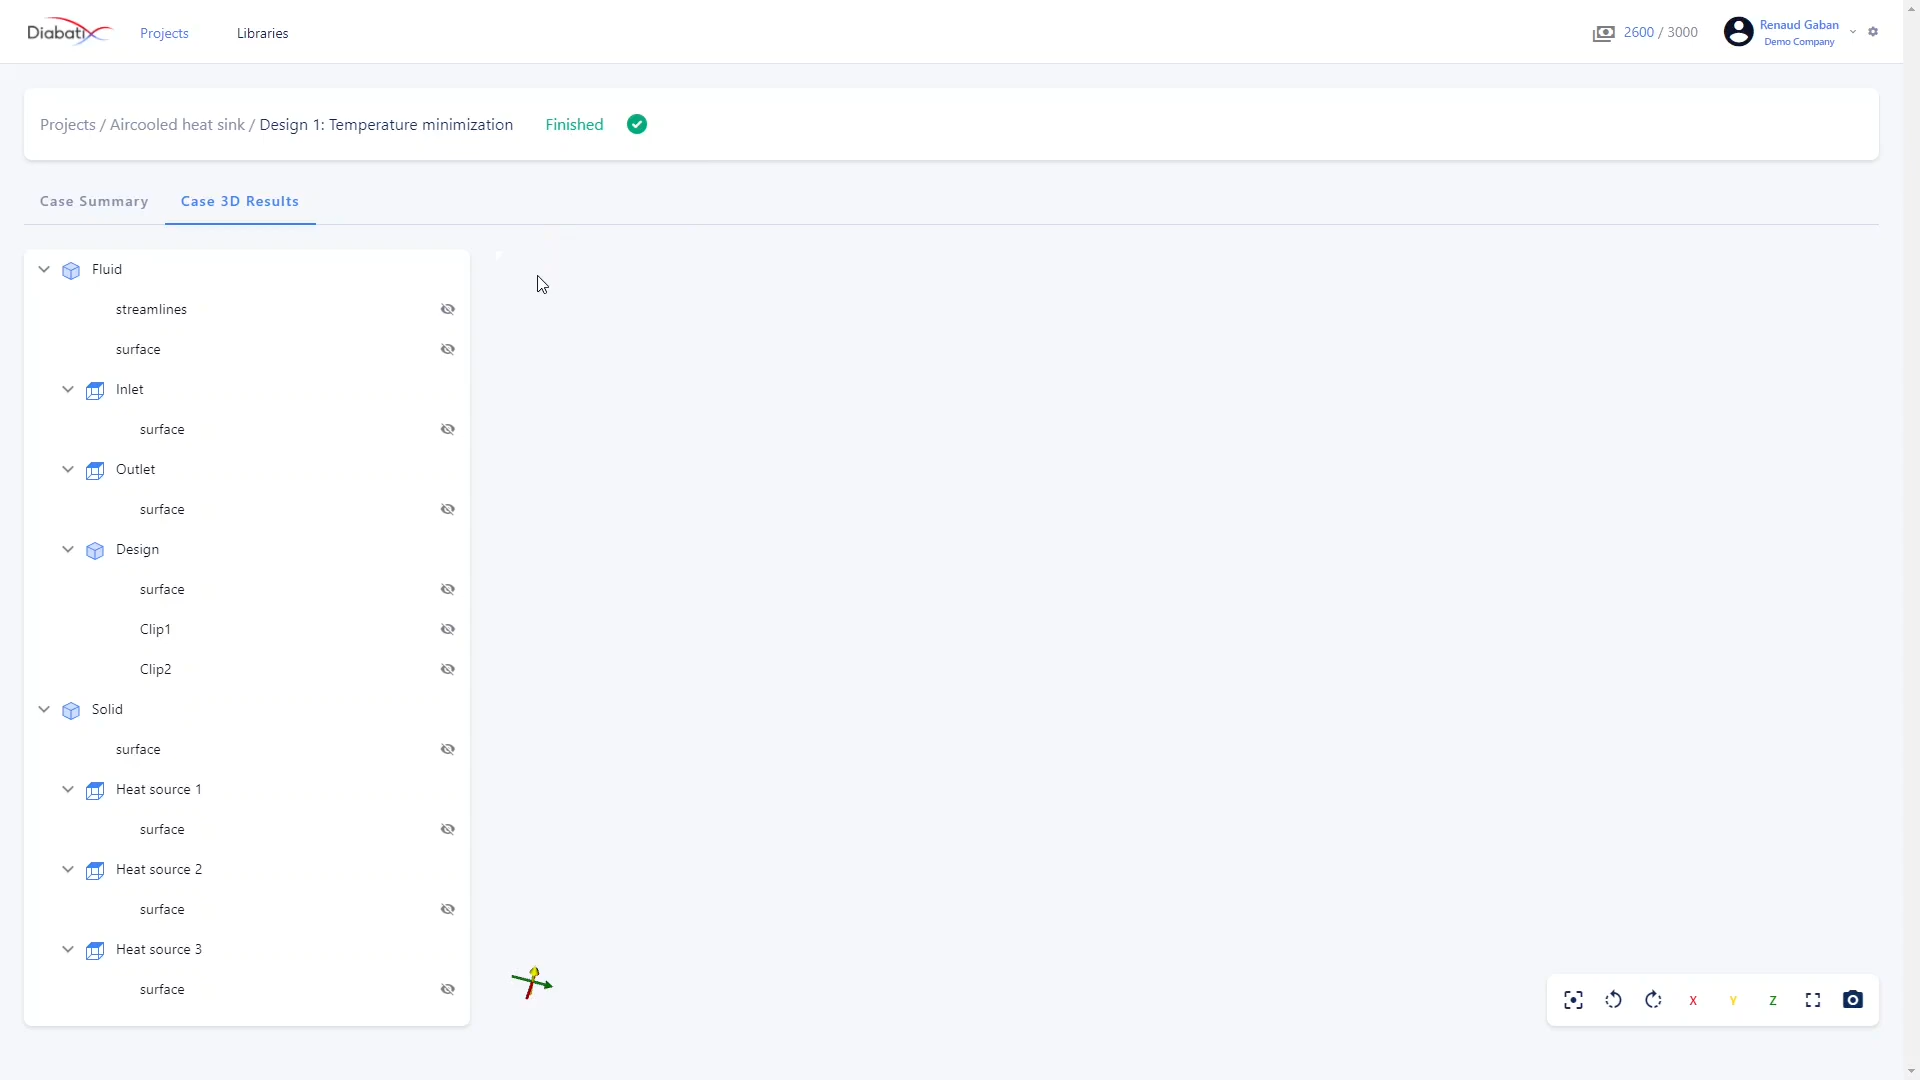 Diabatix
Projects
Libraries
2600 / 3000
Renaud Gaban
Demo Company
Projects / Aircooled heat sink / Design 1: Temperature minimization
Finished
Case Summary
Case 3D Results
Fluid
streamlines
surface
Inlet
surface
Outlet
surface
Design
surface
Clip1
Clip2
Solid
surface
Heat source 1
surface
Heat source 2
surface
Heat source 3
surface
X
Y
Z